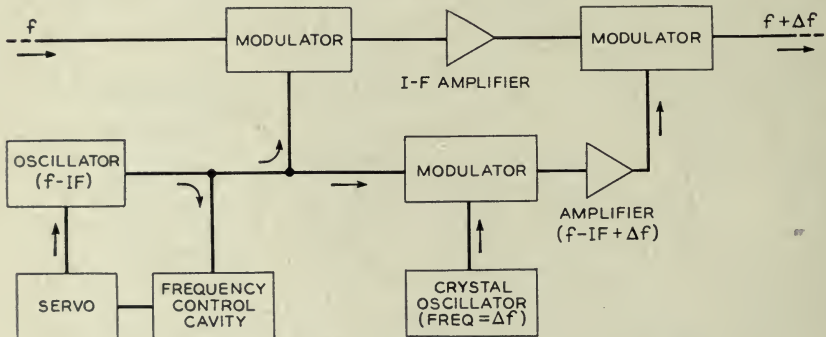 f
MODULATOR
I-F AMPLIFIER
MODULATOR
f+Δf
OSCILLATOR
(f-IF)
MODULATOR
AMPLIFIER
(f-IF+Δf)
SERVO
FREQUENCY
CONTROL
CAVITY
CRYSTAL
OSCILLATOR
(FREQ=Δf)